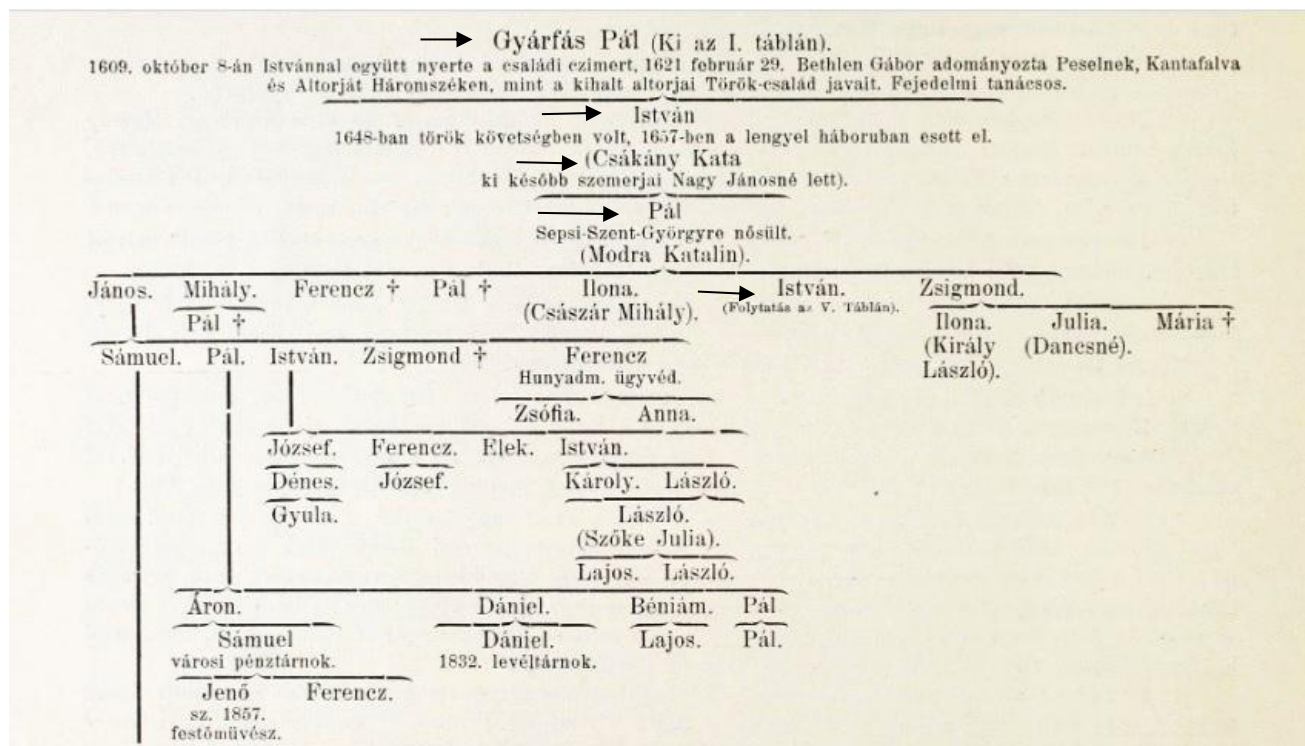 Gyárfás Pál (Ki az I. táblán).
1609. október 8-án Istvánnal együtt nyerte a családi czimert, 1621 február 29. Bethlen Gábor adományozta Peselnek, Kantafalva
és Altorját Háromszéken, mint a kihalt altorjai Török-család javait. Fejedelmi tanácsos.
István
1648-ban török követségben volt, 1657-ben a lengyel háboruban esett el.
(Csákány Kata
ki később szemerjai Nagy Jánosné lett).
Pál
Sepsi-Szent-Györgyre nősült.
(Modra Katalin).
János. Mihály. Ferencz † Pál † Ilona. István. Zsigmond.
(Császár Mihály). (Folytatás az V. Táblán).
Pál † Ilona. Julia. Mária †
(Király (Dancsné).
László).
Sámuel. Pál. István. Zsigmond † Ferencz
Hunyadm. ügyvéd.
Zsófia. Anna.
József. Ferencz. Elek. István.
Dénes. József. Károly. László.
Gyula. László.
(Szőke Julia).
Lajos. László.
Áron. Dániel. Béniám. Pál
Sámuel Dániel. Lajos. Pál.
városi pénztárnok. 1832. levéltárnok.
Jenő Ferencz.
sz. 1857.
festőművész.